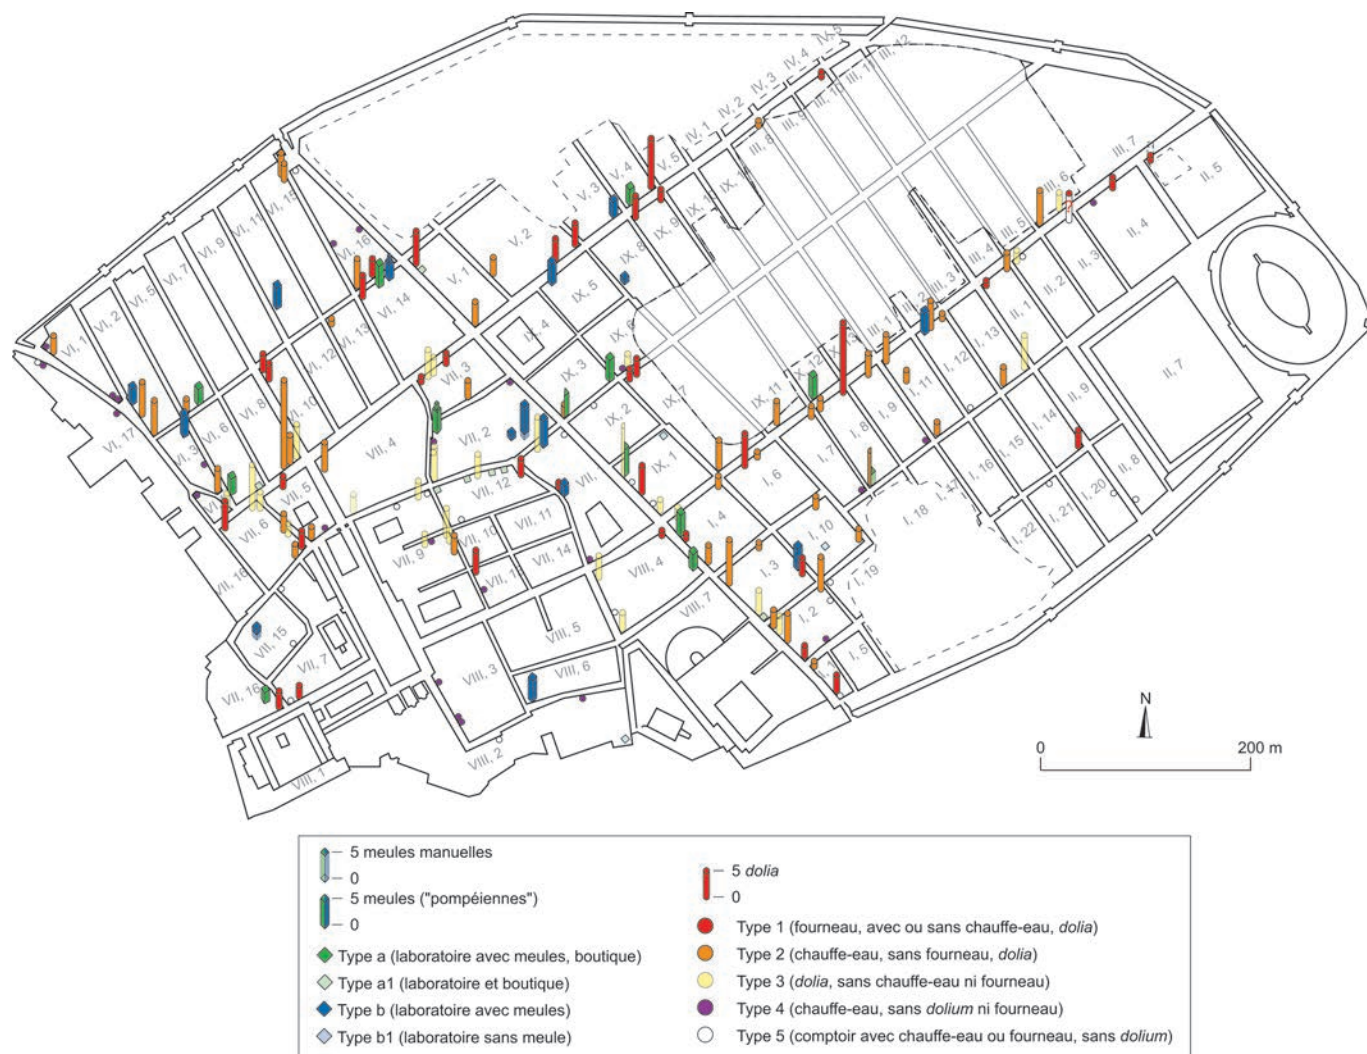 IV, 5
IV, 4
IV, 3
IV, 2
IV, 1
III, 12
III, 11
III, 10
III, 9
III, 8
III, 7
III, 6
III, 5
III, 4
III, 3
III, 2
III, 1
II, 5
II, 4
II, 3
II, 2
II, 1
II, 7
II, 9
II, 8
V, 5
V, 4
V, 3
V, 2
V, 1
VI, 15
VI, 11
VI, 9
VI, 7
VI, 5
VI, 2
VI, 1
VI, 16
VI, 14
VI, 13
VI, 12
VI, 10
VI, 8
VI, 6
VI, 3
VI, 17
IX, 9
IX, 8
IX, 5
IX, 4
IX, 6
IX, 3
IX, 2
IX, 7
IX, 1
IX, 11
IX, 12
I, 13
I, 12
I, 11
I, 9
I, 8
I, 7
I, 6
I, 4
I, 10
I, 3
I, 2
I, 5
I, 14
I, 15
I, 16
I, 47
I, 18
I, 19
I, 20
I, 21
I, 22
VII, 3
VII, 4
VII, 2
VII, 5
VII, 6
VII, 12
VII, 11
VII, 10
VII, 9
VII, 14
VII, 16
VII, 15
VII, 7
VII, 16
VIII, 4
VIII, 7
VIII, 5
VIII, 6
VIII, 3
VIII, 2
VIII, 1
N
0 200 m
5 meules manuelles
0
5 meules ("pompéiennes")
0
Type a (laboratoire avec meules, boutique)
Type a1 (laboratoire et boutique)
Type b (laboratoire avec meules)
Type b1 (laboratoire sans meule)
5 dolia
0
Type 1 (fourneau, avec ou sans chauffe-eau, dolia)
Type 2 (chauffe-eau, sans fourneau, dolia)
Type 3 (dolia, sans chauffe-eau ni fourneau)
Type 4 (chauffe-eau, sans dolium ni fourneau)
Type 5 (comptoir avec chauffe-eau ou fourneau, sans dolium)